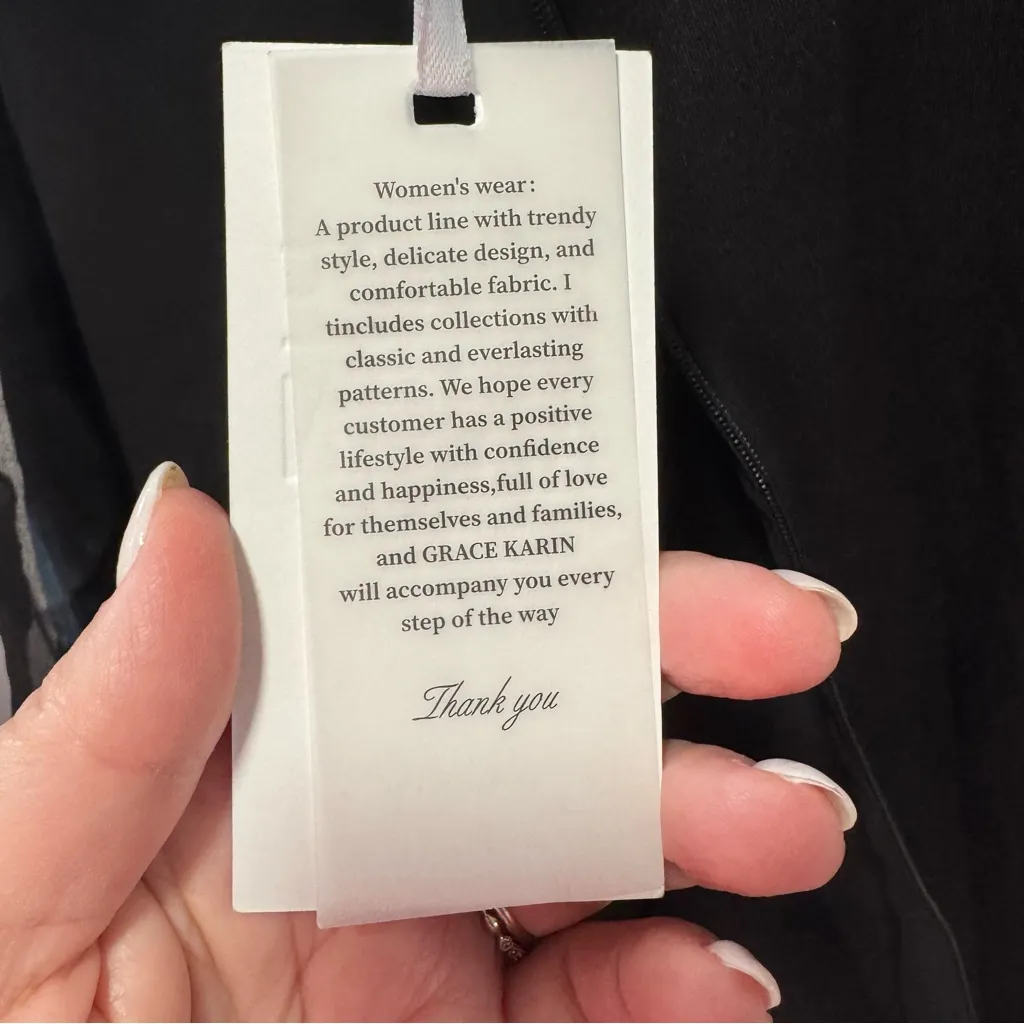 Women's wear:
A product line with trendy
style, delicate design, and
comfortable fabric. I
tincludes collections with
classic and everlasting
patterns. We hope every
customer has a positive
lifestyle with confidence
and happiness,full of love
for themselves and families,
and GRACE KARIN
will accompany you every
step of the way
Thank you